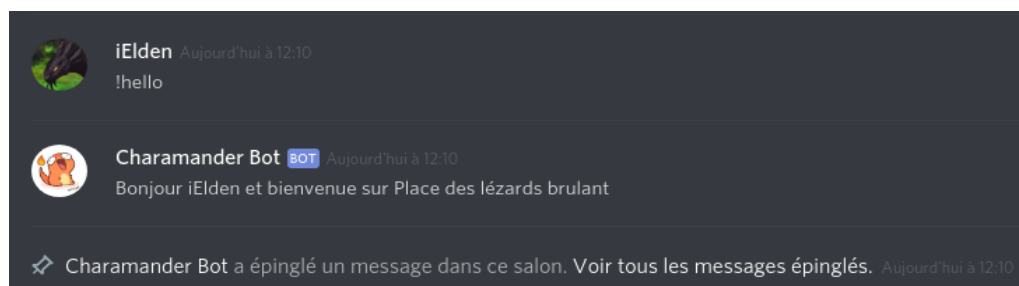 iElden Aujourd'hui à 12:10
!hello
Charamander Bot BOT Aujourd'hui à 12:10
Bonjour iElden et bienvenue sur Place des lézards brulant
Charamander Bot a épinglé un message dans ce salon. Voir tous les messages épinglés. Aujourd'hui à 12:10